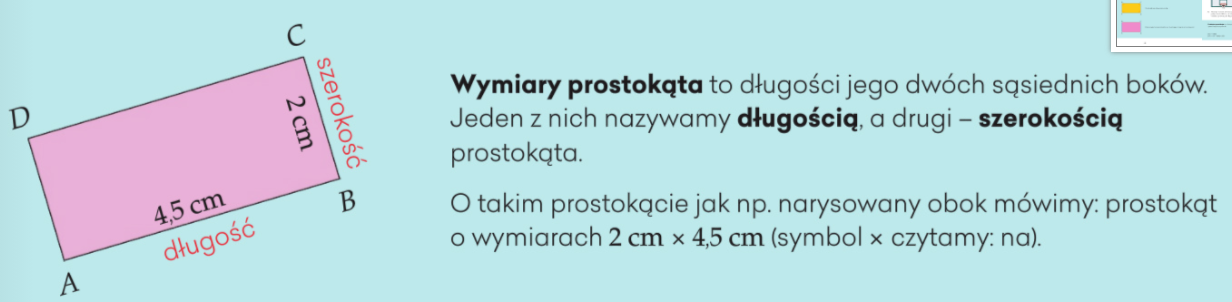 C
szerokość
D
2 cm
4,5 cm
B
długość
A
Wymiary prostokąta to długości jego dwóch sąsiednich boków.
Jeden z nich nazywamy długością, a drugi – szerokością
prostokąta.
O takim prostokącie jak np. narysowany obok mówimy: prostokąt
o wymiarach 2 cm × 4,5 cm (symbol × czytamy: na).